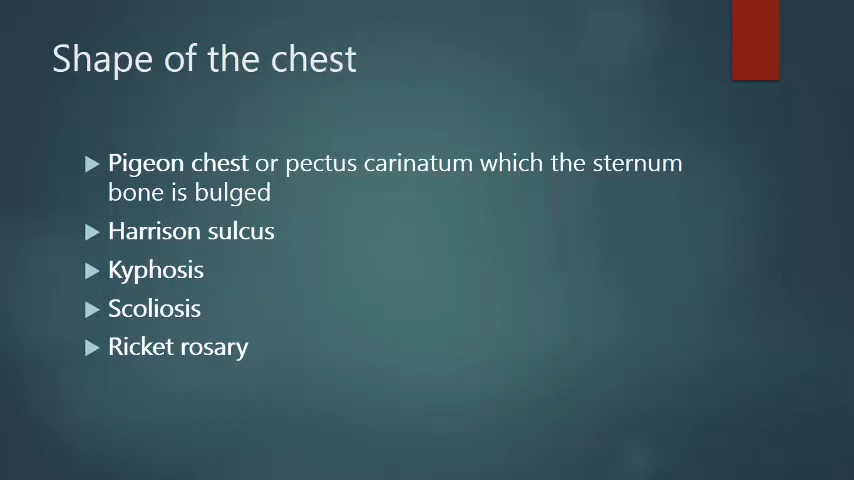 Shape of the chest
Pigeon chest or pectus carinatum which the sternum
bone is bulged
Harrison sulcus
Kyphosis
Scoliosis
Ricket rosary